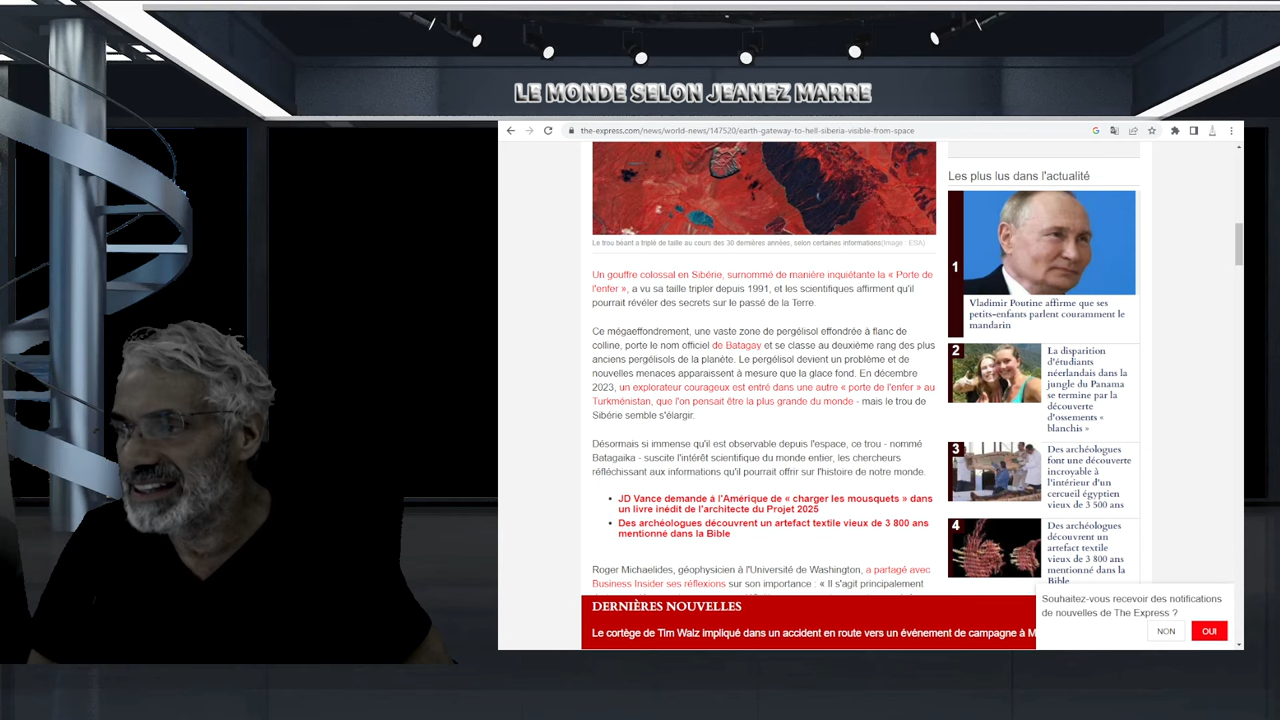 LE MONDE SELON JEANEZ MARRE
the-express.com/news/world-news/147520/earth-gateway-to-hell-siberia-visible-from-space
Le trou béant a triplé de taille au cours des 30 dernières années, selon certaines informations(Image : ESA)
Un gouffre colossal en Sibérie, surnommé de manière inquiétante la « Porte de
l'enfer », a vu sa taille tripler depuis 1991, et les scientifiques affirment qu'il
pourrait révéler des secrets sur le passé de la Terre.
Ce mégaeffondrement, une vaste zone de pergélisol effondrée à flanc de
colline, porte le nom officiel de Batagay et se classe au deuxième rang des plus
anciens pergélisols de la planète. Le pergélisol devient un problème et de
nouvelles menaces apparaissent à mesure que la glace fond. En décembre
2023, un explorateur courageux est entré dans une autre « porte de l'enfer » au
Turkménistan, que l'on pensait être la plus grande du monde - mais le trou de
Sibérie semble s'élargir.
Désormais si immense qu'il est observable depuis l'espace, ce trou - nommé
Batagaika - suscite l'intérêt scientifique du monde entier, les chercheurs
réfléchissant aux informations qu'il pourrait offrir sur l'histoire de notre monde.
• JD Vance demande à l'Amérique de « charger les mousquets » dans
un livre inédit de l'architecte du Projet 2025
• Des archéologues découvrent un artefact textile vieux de 3 800 ans
mentionné dans la Bible
Roger Michaelides, géophysicien à l'Université de Washington, a partagé avec
Business Insider ses réflexions sur son importance : « Il s'agit principalement
Les plus lus dans l'actualité
1
Vladimir Poutine affirme que ses
petits-enfants parlent couramment le
mandarin
2
La disparition
d'étudiants
néerlandais dans la
jungle du Panama
se termine par la
découverte
d'ossements «
blanchis »
3
Des archéologues
font une découverte
incroyable à
l'intérieur d'un
cercueil égyptien
vieux de 3 500 ans
4
Des archéologues
découvrent un
artefact textile
vieux de 3 800 ans
mentionné dans la
Bible
DERNIÈRES NOUVELLES
Le cortège de Tim Walz impliqué dans un accident en route vers un événement de campagne à M
Souhaitez-vous recevoir des notifications
de nouvelles de The Express ?
NON
OUI